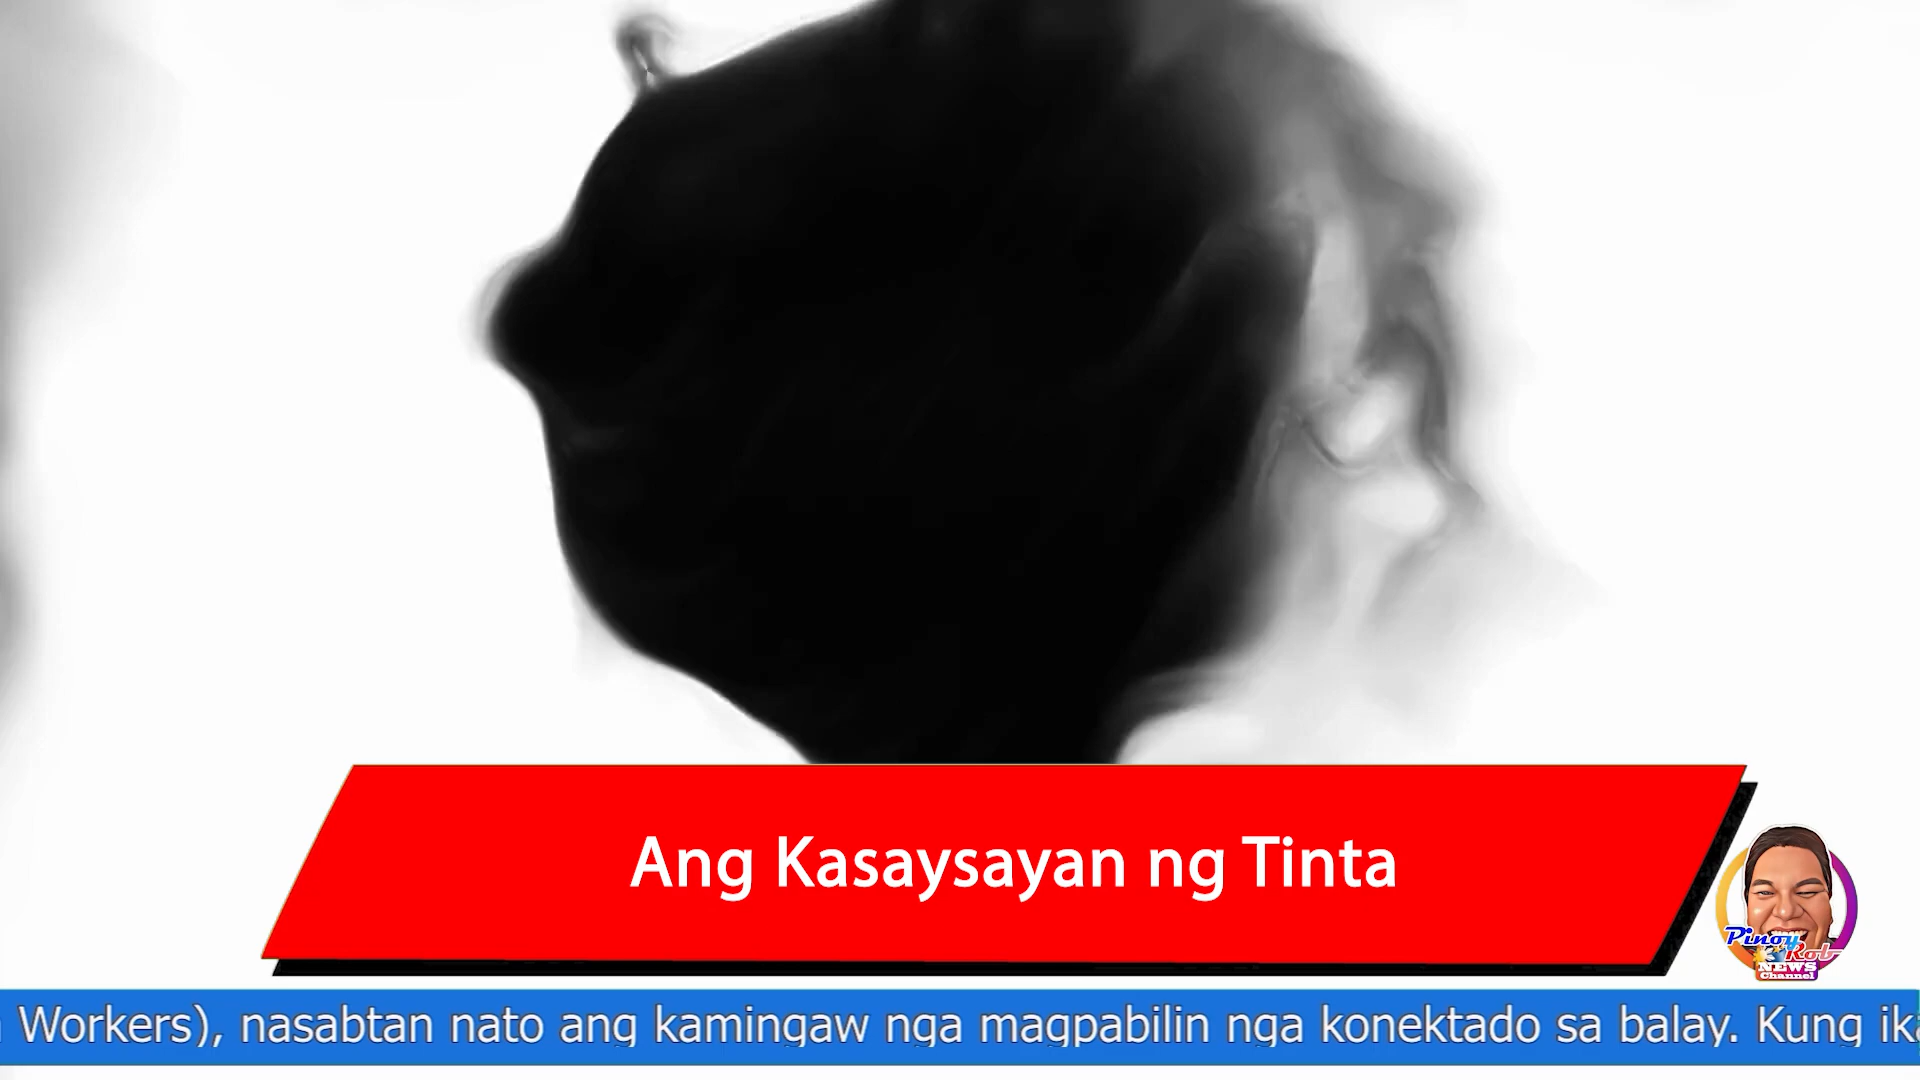 Ang Kasaysayan ng Tinta
Pinoy
Rob
NEWS
Channel
Workers), nasabtan nato ang kamingaw nga magpabilin nga konektado sa balay. Kung